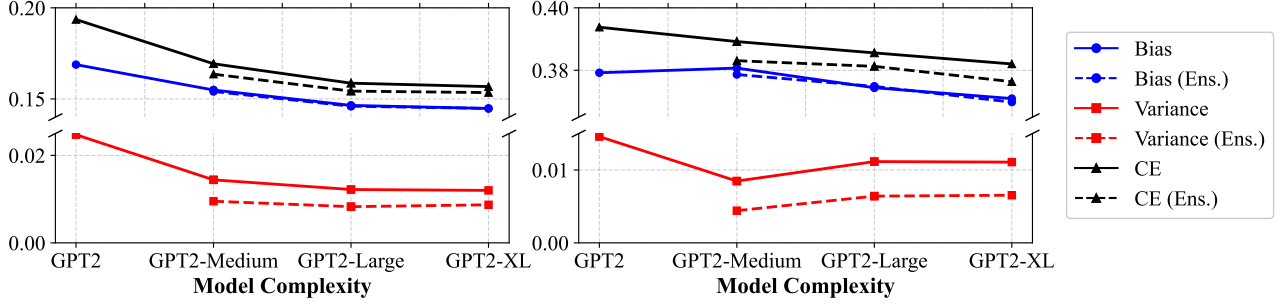 0.20
0.15
0.02
0.00
GPT2
GPT2-Medium
GPT2-Large
GPT2-XL
Model Complexity
0.40
0.38
0.01
0.00
GPT2
GPT2-Medium
GPT2-Large
GPT2-XL
Model Complexity
Bias
Bias (Ens.)
Variance
Variance (Ens.)
CE
CE (Ens.)